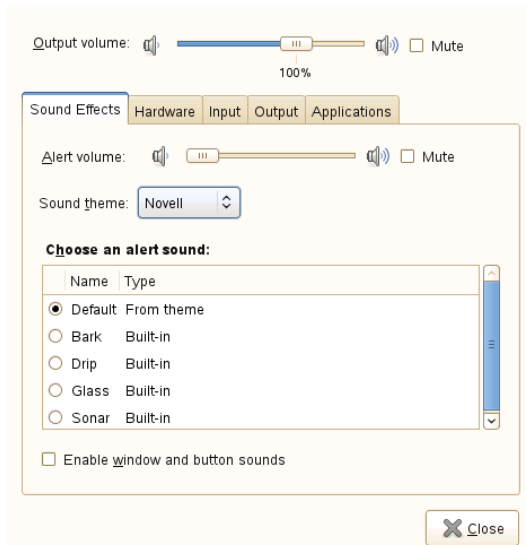 Output volume: Mute
100%
Sound Effects Hardware Input Output Applications
Alert volume: Mute
Sound theme: Novell
Choose an alert sound:
Name Type
Default From theme
Bark Built-in
Drip Built-in
Glass Built-in
Sonar Built-in
Enable window and button sounds
Close